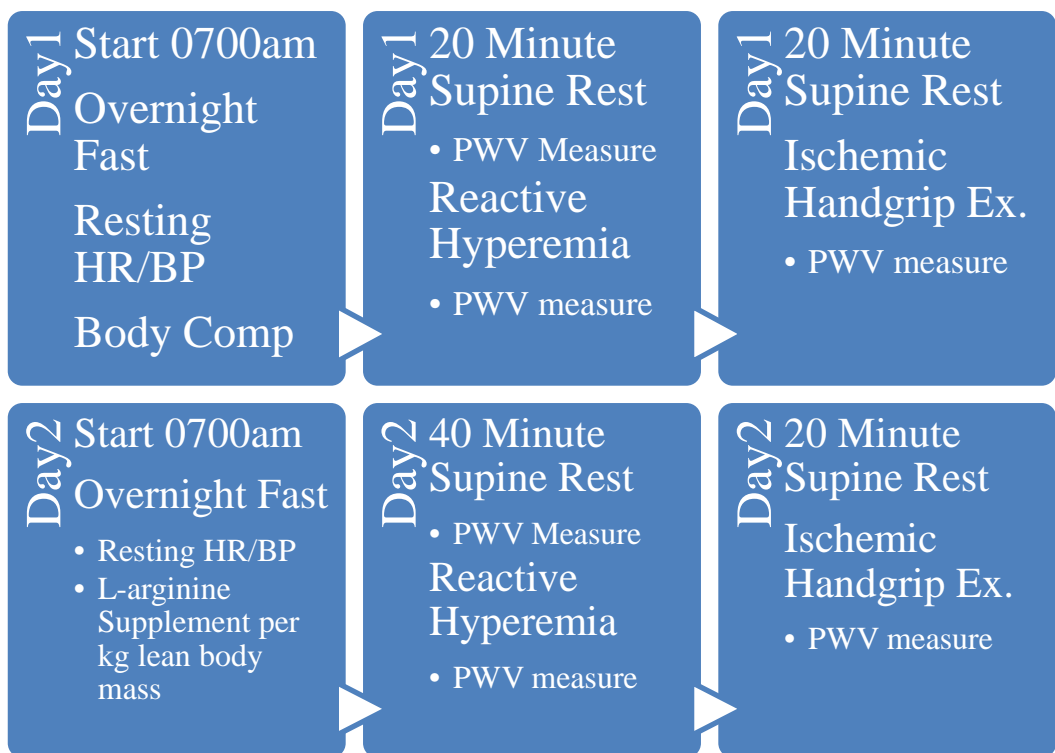 Day1
Start 0700am
Overnight
Fast
Resting
HR/BP
Body Comp
Day1
20 Minute
Supine Rest
• PWV Measure
Reactive
Hyperemia
• PWV measure
Day1
20 Minute
Supine Rest
Ischemic
Handgrip Ex.
• PWV measure
Day2
Start 0700am
Overnight Fast
• Resting HR/BP
• L-arginine
Supplement per
kg lean body
mass
Day2
40 Minute
Supine Rest
• PWV Measure
Reactive
Hyperemia
• PWV measure
Day2
20 Minute
Supine Rest
Ischemic
Handgrip Ex.
• PWV measure